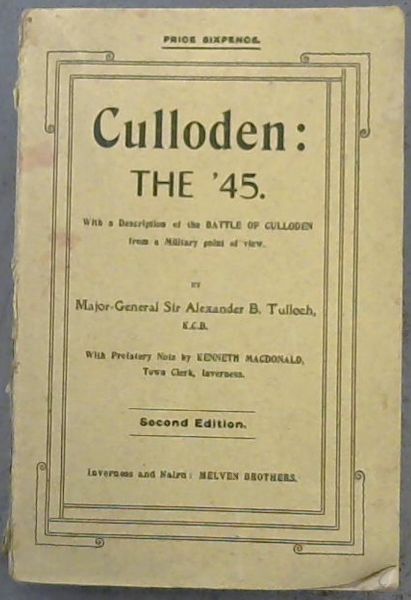 PRICE SIXPENCE.
Culloden:
THE '45.
With a Description of the BATTLE OF CULLODEN
from a Military point of view.
BY
Major-General Sir Alexander B. Tulloch,
K.C.B.
With Prefatory Note by KENNETH MACDONALD,
Town Clerk, Inverness.
Second Edition.
Inverness and Nairn: MELVEN BROTHERS.